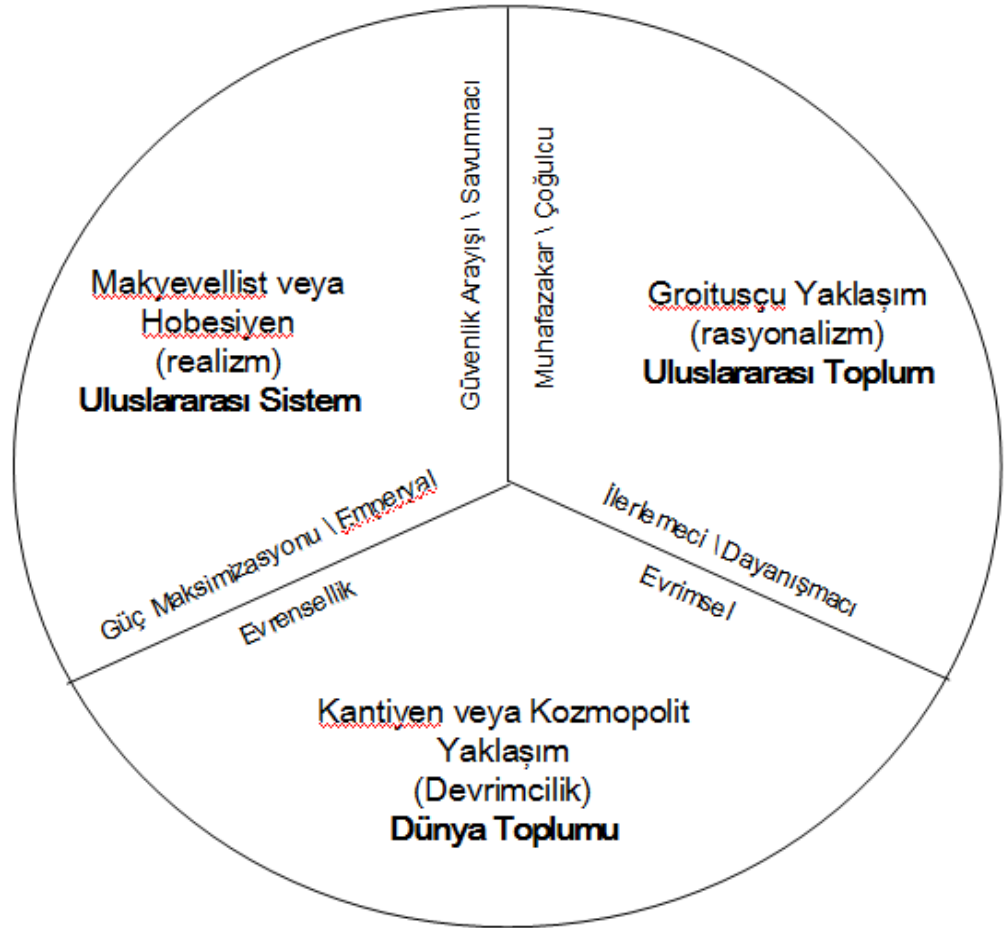 Güvenlik Arayışı \ Savunmacı
Muhafazakar \ Çoğulcu
Makyevellist veya
Hobesiyen
(realizm)
Uluslararası Sistem
Groitusçu Yaklaşım
(rasyonalizm)
Uluslararası Toplum
Güç Maksimizasyonu \ Emperyal
Evrensellik
İlerlemeci \ Dayanışmacı
Evrimsel
Kantiyen veya Kozmopolit
Yaklaşım
(Devrimcilik)
Dünya Toplumu